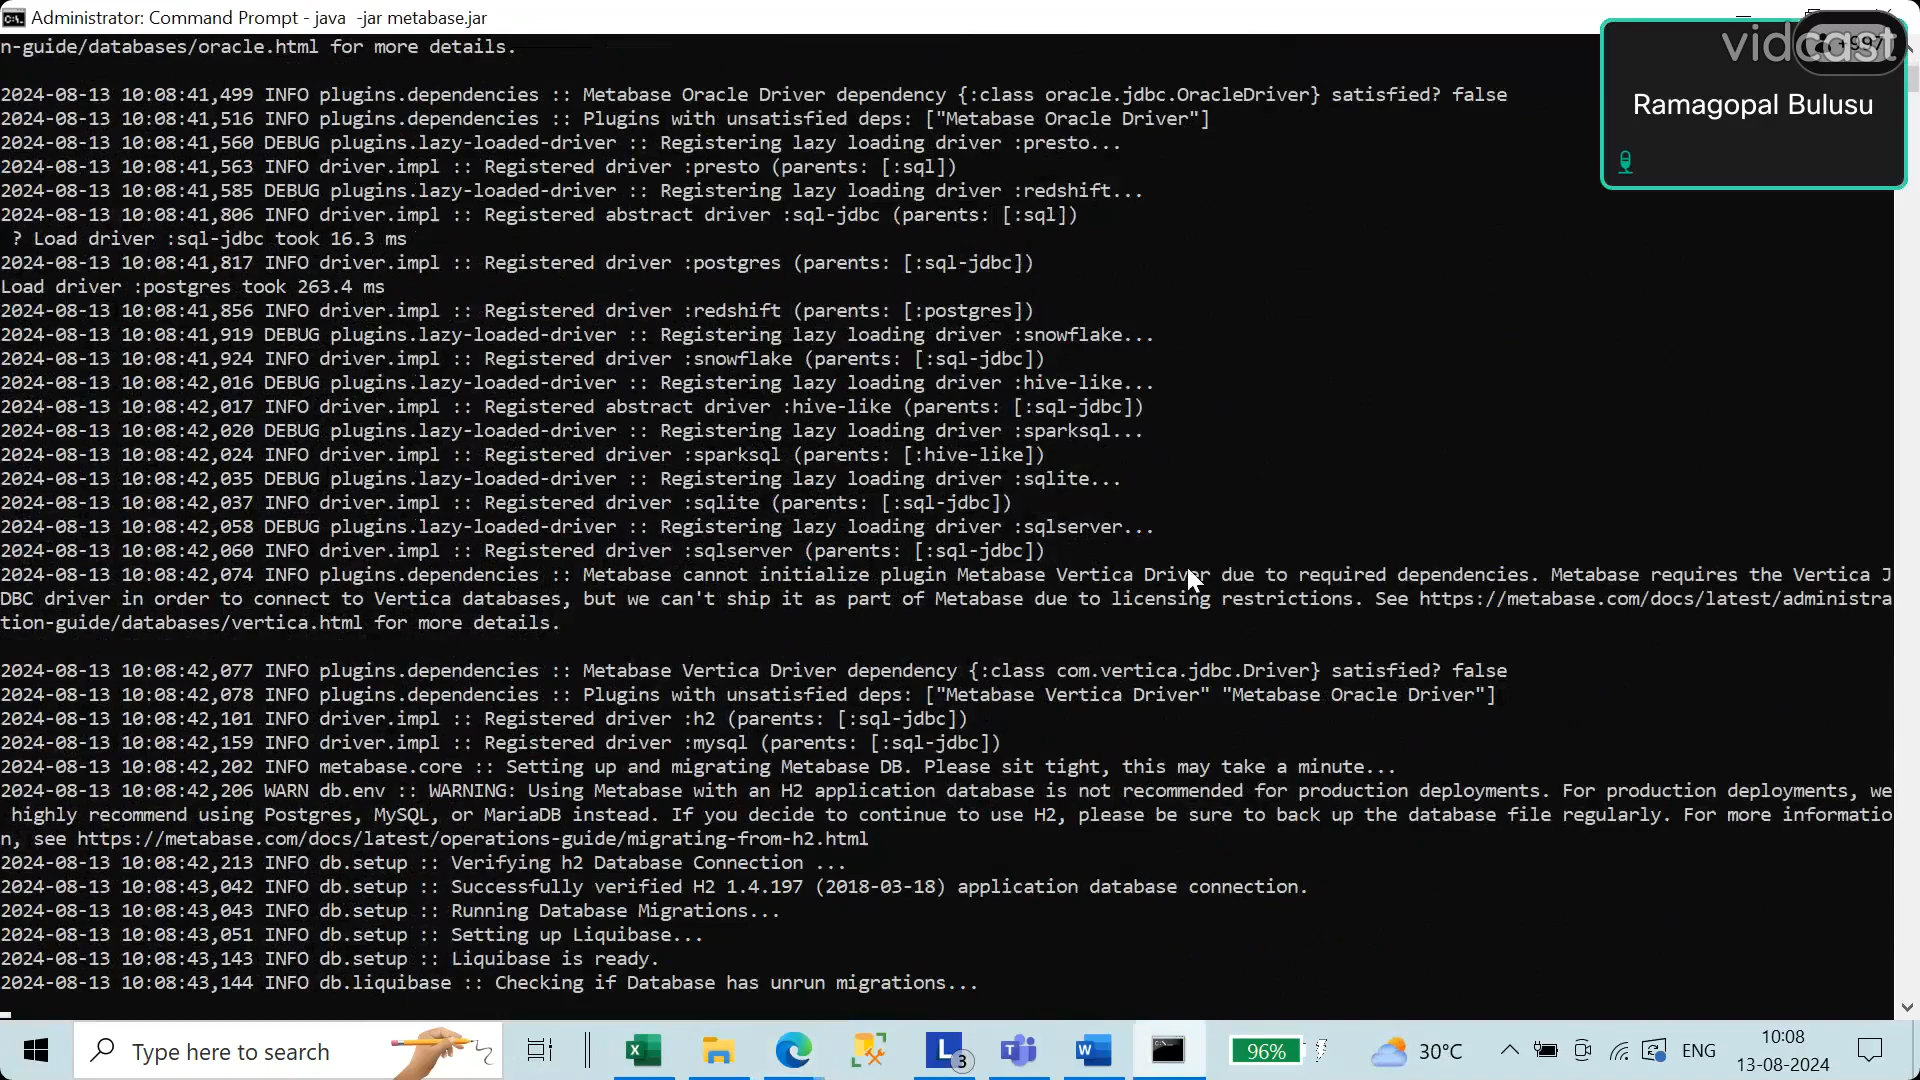 Administrator: Command Prompt - java  -jar metabase.jar
n-guide/databases/oracle.html for more details.
2024-08-13 10:08:41,499 INFO plugins.dependencies :: Metabase Oracle Driver dependency {:class oracle.jdbc.OracleDriver} satisfied? false
2024-08-13 10:08:41,516 INFO plugins.dependencies :: Plugins with unsatisfied deps: ["Metabase Oracle Driver"]
2024-08-13 10:08:41,560 DEBUG plugins.lazy-loaded-driver :: Registering lazy loading driver :presto...
2024-08-13 10:08:41,563 INFO driver.impl :: Registered driver :presto (parents: [:sql])
2024-08-13 10:08:41,585 DEBUG plugins.lazy-loaded-driver :: Registering lazy loading driver :redshift...
2024-08-13 10:08:41,806 INFO driver.impl :: Registered abstract driver :sql-jdbc (parents: [:sql])
? Load driver :sql-jdbc took 16.3 ms
2024-08-13 10:08:41,817 INFO driver.impl :: Registered driver :postgres (parents: [:sql-jdbc])
Load driver :postgres took 263.4 ms
2024-08-13 10:08:41,856 INFO driver.impl :: Registered driver :redshift (parents: [:postgres])
2024-08-13 10:08:41,919 DEBUG plugins.lazy-loaded-driver :: Registering lazy loading driver :snowflake...
2024-08-13 10:08:41,924 INFO driver.impl :: Registered driver :snowflake (parents: [:sql-jdbc])
2024-08-13 10:08:42,016 DEBUG plugins.lazy-loaded-driver :: Registering lazy loading driver :hive-like...
2024-08-13 10:08:42,017 INFO driver.impl :: Registered abstract driver :hive-like (parents: [:sql-jdbc])
2024-08-13 10:08:42,020 DEBUG plugins.lazy-loaded-driver :: Registering lazy loading driver :sparksql...
2024-08-13 10:08:42,024 INFO driver.impl :: Registered driver :sparksql (parents: [:hive-like])
2024-08-13 10:08:42,035 DEBUG plugins.lazy-loaded-driver :: Registering lazy loading driver :sqlite...
2024-08-13 10:08:42,037 INFO driver.impl :: Registered driver :sqlite (parents: [:sql-jdbc])
2024-08-13 10:08:42,058 DEBUG plugins.lazy-loaded-driver :: Registering lazy loading driver :sqlserver...
2024-08-13 10:08:42,060 INFO driver.impl :: Registered driver :sqlserver (parents: [:sql-jdbc])
2024-08-13 10:08:42,074 INFO plugins.dependencies :: Metabase cannot initialize plugin Metabase Vertica Driver due to required dependencies. Metabase requires the Vertica J
DBC driver in order to connect to Vertica databases, but we can't ship it as part of Metabase due to licensing restrictions. See https://metabase.com/docs/latest/administra
tion-guide/databases/vertica.html for more details.
2024-08-13 10:08:42,077 INFO plugins.dependencies :: Metabase Vertica Driver dependency {:class com.vertica.jdbc.Driver} satisfied? false
2024-08-13 10:08:42,078 INFO plugins.dependencies :: Plugins with unsatisfied deps: ["Metabase Vertica Driver" "Metabase Oracle Driver"]
2024-08-13 10:08:42,101 INFO driver.impl :: Registered driver :h2 (parents: [:sql-jdbc])
2024-08-13 10:08:42,159 INFO driver.impl :: Registered driver :mysql (parents: [:sql-jdbc])
2024-08-13 10:08:42,202 INFO metabase.core :: Setting up and migrating Metabase DB. Please sit tight, this may take a minute...
2024-08-13 10:08:42,206 WARN db.env :: WARNING: Using Metabase with an H2 application database is not recommended for production deployments. For production deployments, we
highly recommend using Postgres, MySQL, or MariaDB instead. If you decide to continue to use H2, please be sure to back up the database file regularly. For more informatio
n, see https://metabase.com/docs/latest/operations-guide/migrating-from-h2.html
2024-08-13 10:08:42,213 INFO db.setup :: Verifying h2 Database Connection ...
2024-08-13 10:08:43,042 INFO db.setup :: Successfully verified H2 1.4.197 (2018-03-18) application database connection.
2024-08-13 10:08:43,043 INFO db.setup :: Running Database Migrations...
2024-08-13 10:08:43,051 INFO db.setup :: Setting up Liquibase...
2024-08-13 10:08:43,143 INFO db.setup :: Liquibase is ready.
2024-08-13 10:08:43,144 INFO db.liquibase :: Checking if Database has unrun migrations...
vidcast
Ramagopal Bulusu
Type here to search
3
96%
30°C
ENG
10:08
13-08-2024